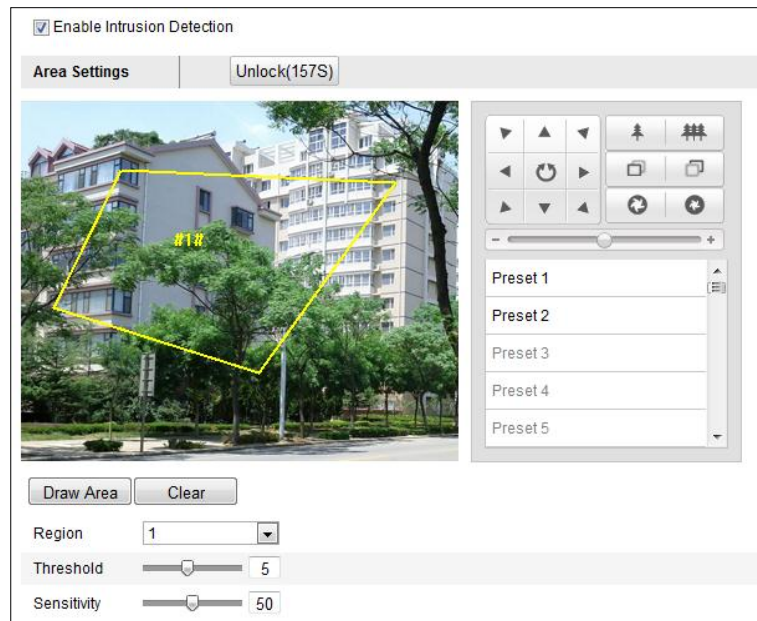 Enable Intrusion Detection
Area Settings
Unlock(157S)
#1#
Preset 1
Preset 2
Preset 3
Preset 4
Preset 5
Draw Area
Clear
Region 1
Threshold 5
Sensitivity 50